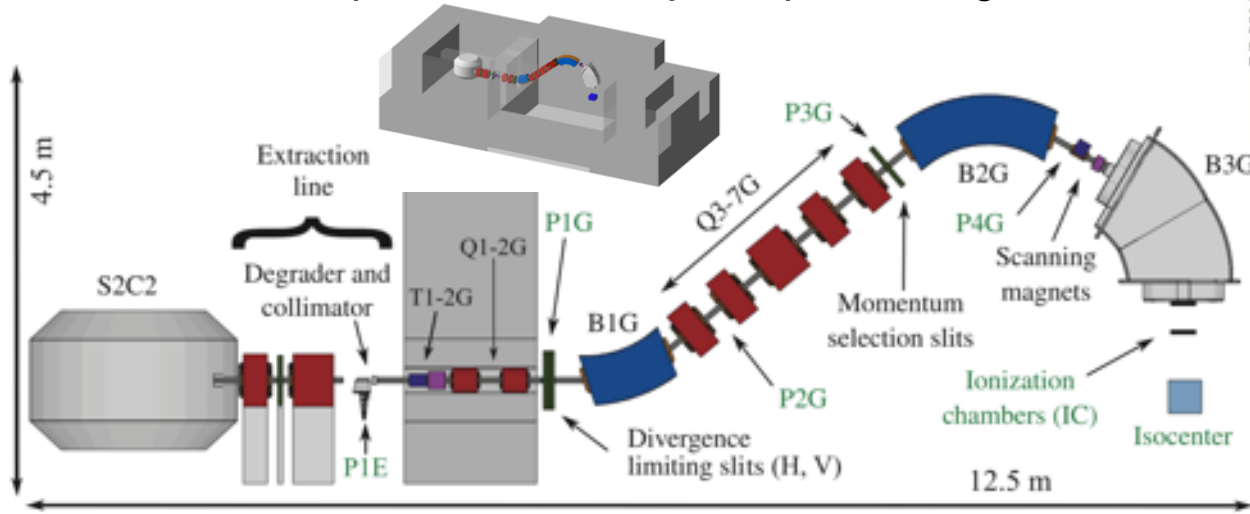 4.5 m
Extraction
line
S2C2
Degrader and
collimator
P1E
T1-2G
Q1-2G
P1G
B1G
Divergence
limiting slits (H, V)
Q3-7G
P2G
P3G
Momentum
selection slits
B2G
P4G
Scanning
magnets
B3G
Ionization
chambers (IC)
Isocenter
12.5 m